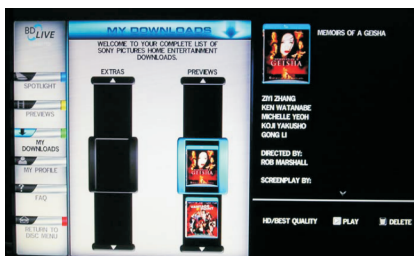 BD LIVE
MY DOWNLOADS
WELCOME TO YOUR COMPLETE LIST OF
SONY PICTURES HOME ENTERTAINMENT
DOWNLOADS.
EXTRAS
PREVIEWS
SPOTLIGHT
PREVIEWS
MY
DOWNLOADS
MY PROFILE
FAQ
RETURN TO
DISC MENU
GEISHA
GEISHA
MEMOIRS OF A GEISHA
ZIYI ZHANG
KEN WATANABE
MICHELLE YEOH
KOJI YAKUSHO
GONG LI
DIRECTED BY:
ROB MARSHALL
SCREENPLAY BY:
HD/BEST QUALITY
PLAY
DELETE